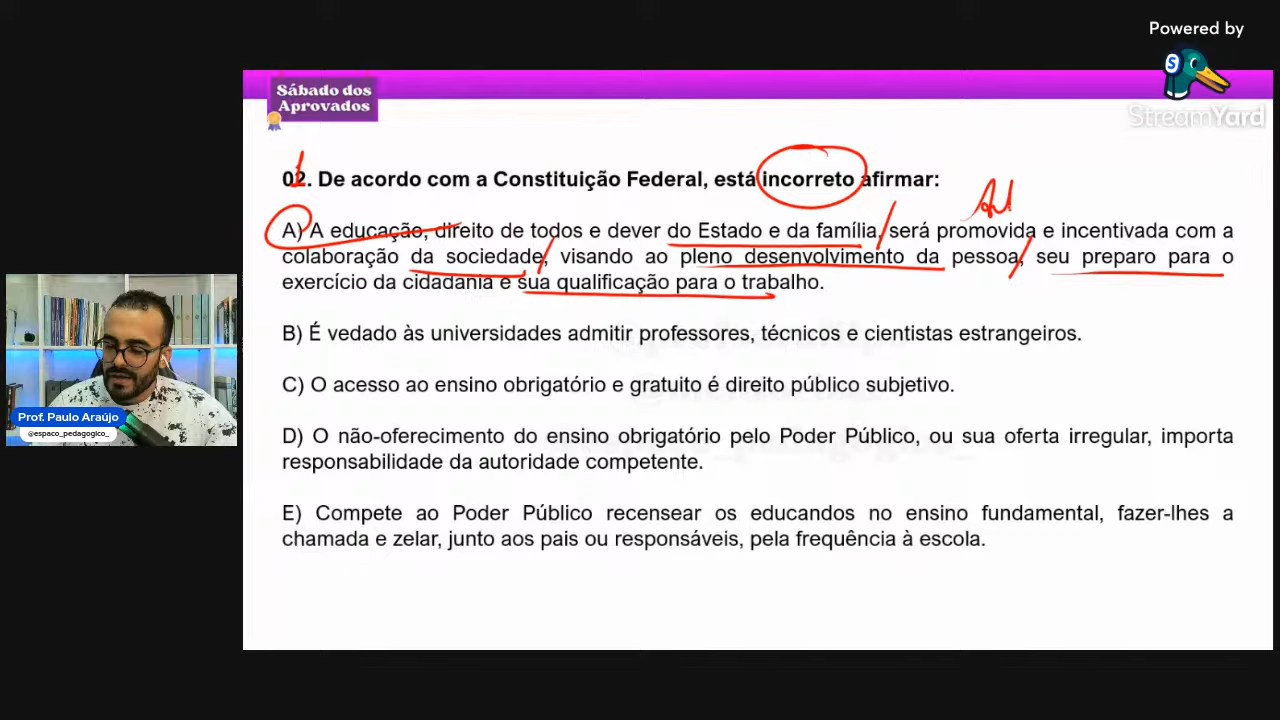 Powered by
StreamYard
Sábado dos
Aprovados
02. De acordo com a Constituição Federal, está incorreto afirmar:
A) A educação, direito de todos e dever do Estado e da família, será promovida e incentivada com a
colaboração da sociedade, visando ao pleno desenvolvimento da pessoa, seu preparo para o
exercício da cidadania e sua qualificação para o trabalho.
B) É vedado às universidades admitir professores, técnicos e cientistas estrangeiros.
C) O acesso ao ensino obrigatório e gratuito é direito público subjetivo.
D) O não-oferecimento do ensino obrigatório pelo Poder Público, ou sua oferta irregular, importa
responsabilidade da autoridade competente.
E) Compete ao Poder Público recensear os educandos no ensino fundamental, fazer-lhes a
chamada e zelar, junto aos pais ou responsáveis, pela frequência à escola.
Prof. Paulo Araújo
@espaco_pedagogico_